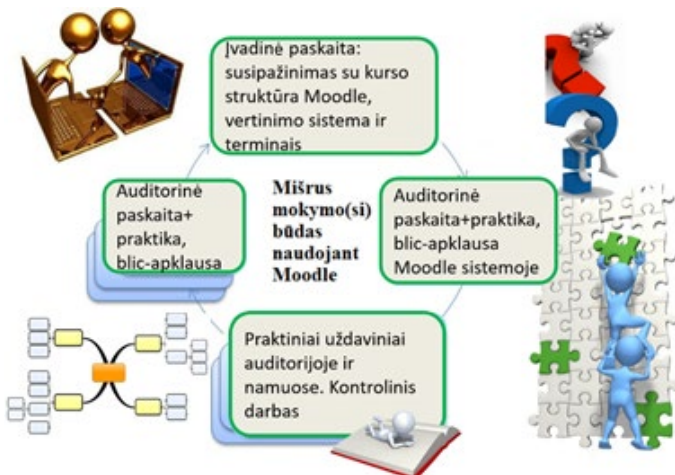 Įvadinė paskaita:
susipažinimas su kurso
struktūra Moodle,
vertinimo sistema ir
terminais
Auditorinė
paskaita+
praktika,
blic-apklausa
Mišrus
mokymo(si)
būdas
naudojant
Moodle
Auditorinė
paskaita+praktika,
blic-apklausa
Moodle sistemoje
Praktiniai uždaviniai
auditorijoje ir
namuose. Kontrolinis
darbas